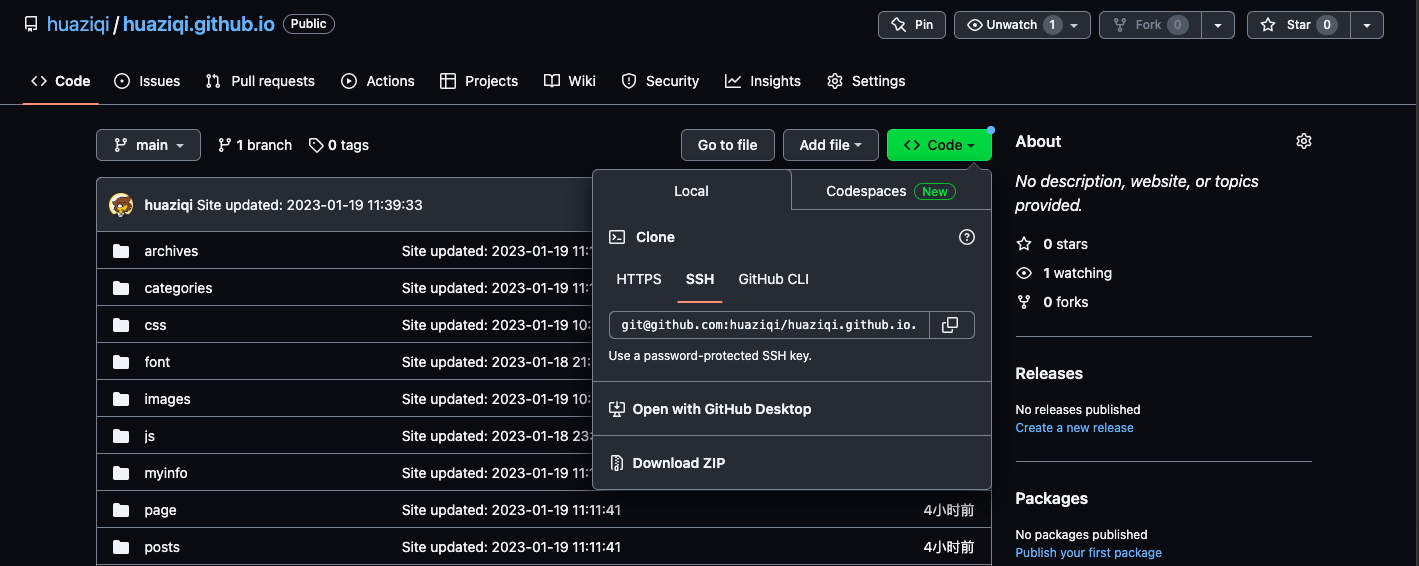 huaziqi / huaziqi.github.io Public
Pin
Unwatch 1
Fork 0
Star 0
Code Issues Pull requests Actions Projects Wiki Security Insights Settings
main 1 branch 0 tags Go to file Add file Code
huaziqi Site updated: 2023-01-19 11:39:33
archives Site updated: 2023-01-19 11:1
categories Site updated: 2023-01-19 11:1
css Site updated: 2023-01-19 10:
font Site updated: 2023-01-18 21:
images Site updated: 2023-01-19 10:
js Site updated: 2023-01-18 23:
myinfo Site updated: 2023-01-19 11:1
page Site updated: 2023-01-19 11:11:41 4小时前
posts Site updated: 2023-01-19 11:11:41 4小时前
Local Codespaces New
Clone
HTTPS SSH GitHub CLI
git@github.com:huaziqi/huaziqi.github.io.
Use a password-protected SSH key.
Open with GitHub Desktop
Download ZIP
About
No description, website, or topics
provided.
0 stars
1 watching
0 forks
Releases
No releases published
Create a new release
Packages
No packages published
Publish your first package